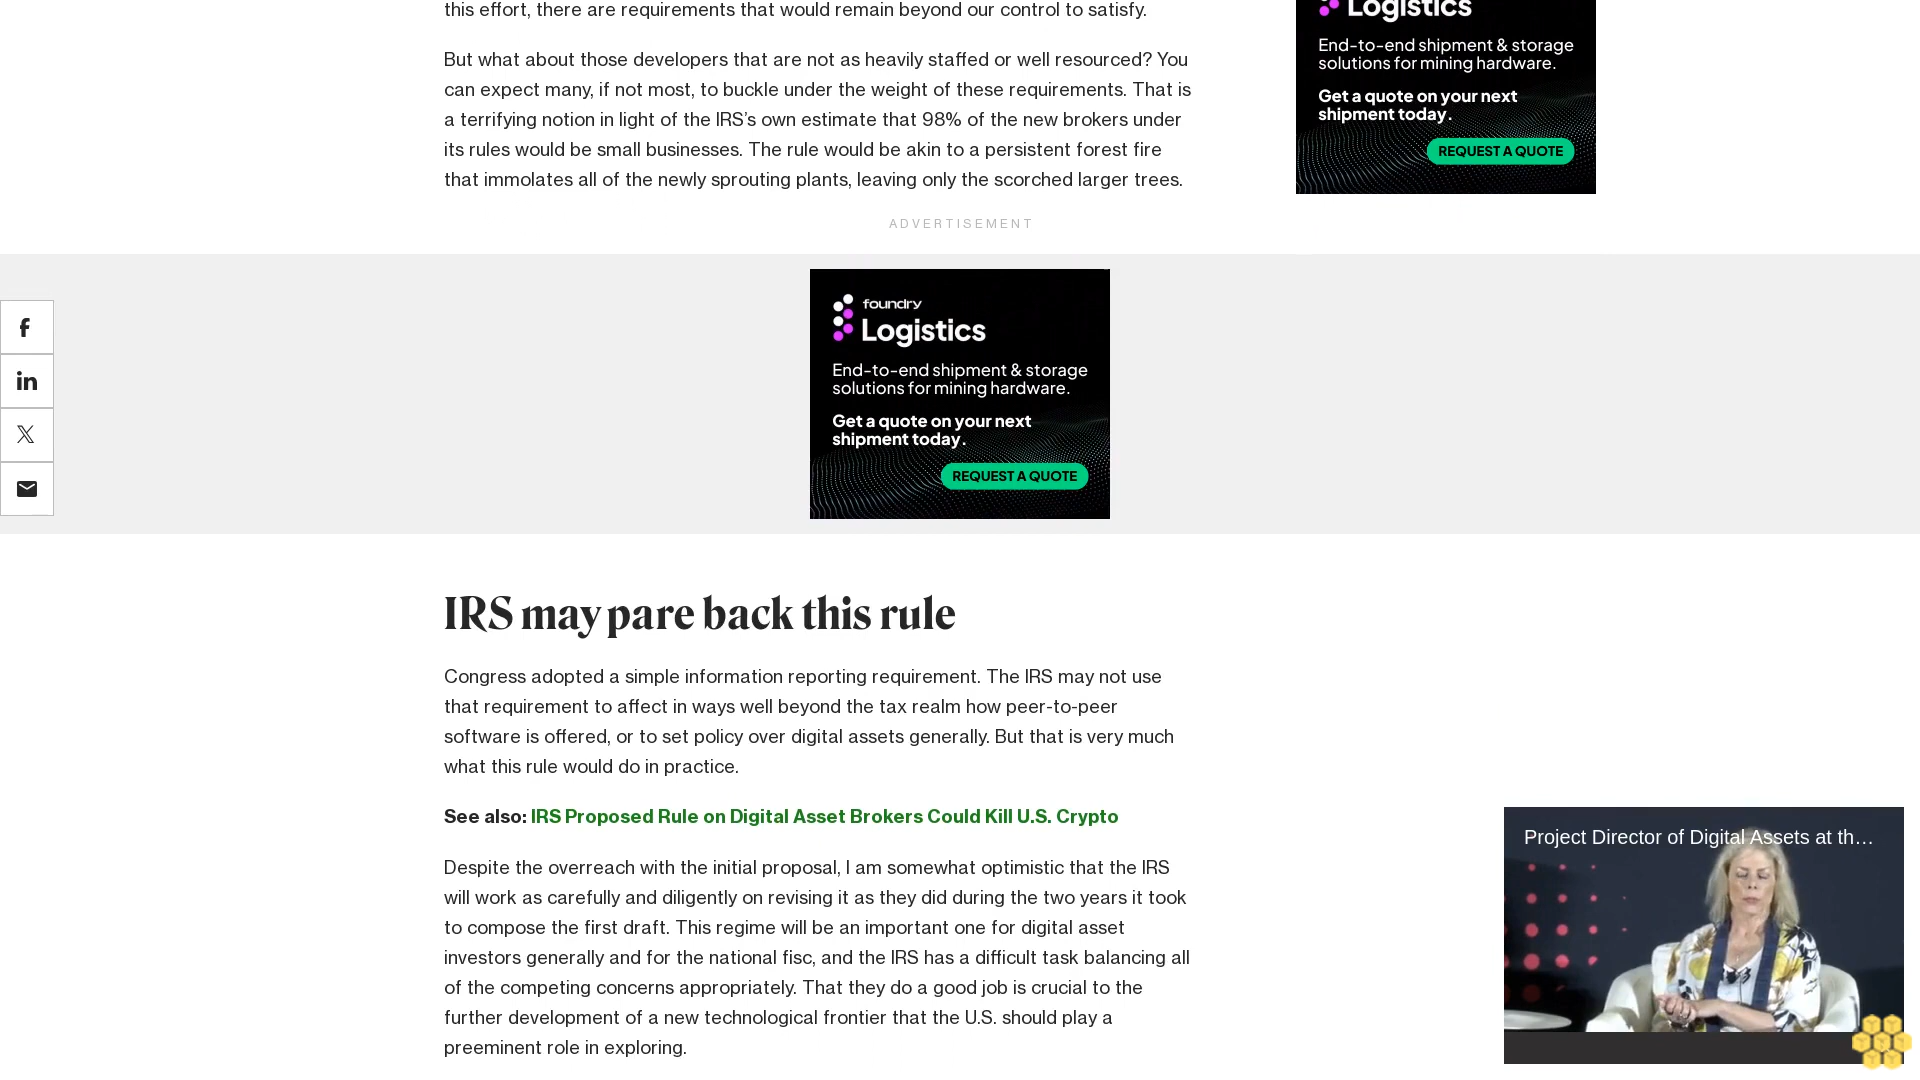 this effort, there are requirements that would remain beyond our control to satisfy.
But what about those developers that are not as heavily staffed or well resourced? You
can expect many, if not most, to buckle under the weight of these requirements. That is
a terrifying notion in light of the IRS’s own estimate that 98% of the new brokers under
its rules would be small businesses. The rule would be akin to a persistent forest fire
that immolates all of the newly sprouting plants, leaving only the scorched larger trees.
Logistics
End-to-end shipment & storage
solutions for mining hardware.
Get a quote on your next
shipment today.
REQUEST A QUOTE
ADVERTISEMENT
foundry
Logistics
End-to-end shipment & storage
solutions for mining hardware.
Get a quote on your next
shipment today.
REQUEST A QUOTE
IRS may pare back this rule
Congress adopted a simple information reporting requirement. The IRS may not use
that requirement to affect in ways well beyond the tax realm how peer-to-peer
software is offered, or to set policy over digital assets generally. But that is very much
what this rule would do in practice.
See also: IRS Proposed Rule on Digital Asset Brokers Could Kill U.S. Crypto
Despite the overreach with the initial proposal, I am somewhat optimistic that the IRS
will work as carefully and diligently on revising it as they did during the two years it took
to compose the first draft. This regime will be an important one for digital asset
investors generally and for the national fisc, and the IRS has a difficult task balancing all
of the competing concerns appropriately. That they do a good job is crucial to the
further development of a new technological frontier that the U.S. should play a
preeminent role in exploring.
Project Director of Digital Assets at th…